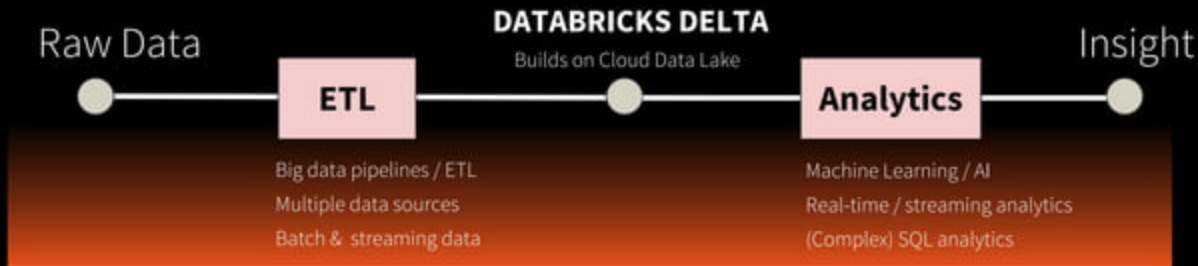 DATABRICKS DELTA
Builds on Cloud Data Lake
Raw Data
Insight
ETL
Analytics
Big data pipelines / ETL
Multiple data sources
Batch &  streaming data
Machine Learning / AI
Real-time / streaming analytics
(Complex) SQL analytics